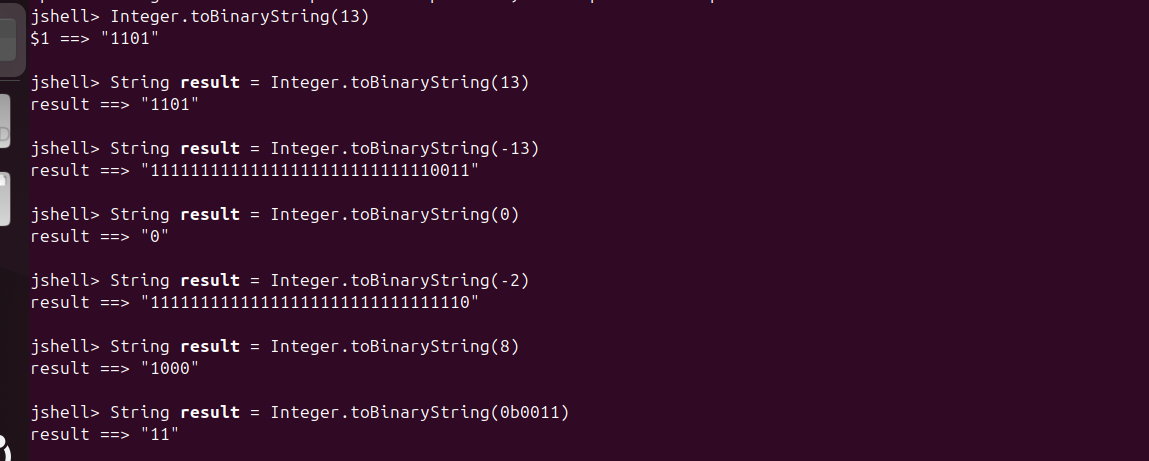 jshell> Integer.toBinaryString(13)
$1 ==> "1101"
jshell> String result = Integer.toBinaryString(13)
result ==> "1101"
jshell> String result = Integer.toBinaryString(-13)
result ==> "11111111111111111111111111110011"
jshell> String result = Integer.toBinaryString(0)
result ==> "0"
jshell> String result = Integer.toBinaryString(-2)
result ==> "11111111111111111111111111111110"
jshell> String result = Integer.toBinaryString(8)
result ==> "1000"
jshell> String result = Integer.toBinaryString(0b0011)
result ==> "11"